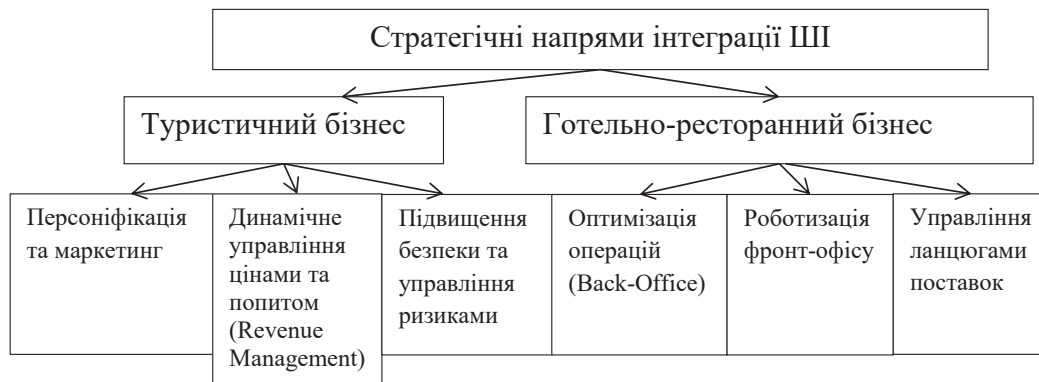 Стратегічні напрями інтеграції ШІ
Туристичний бізнес
Готельно-ресторанний бізнес
Персоніфікація
та маркетинг
Динамічне
управління
цінами та
попитом
(Revenue
Management)
Підвищення
безпеки та
управління
ризиками
Оптимізація
операцій
(Back-Office)
Роботизація
фронт-офісу
Управління
ланцюгами
поставок